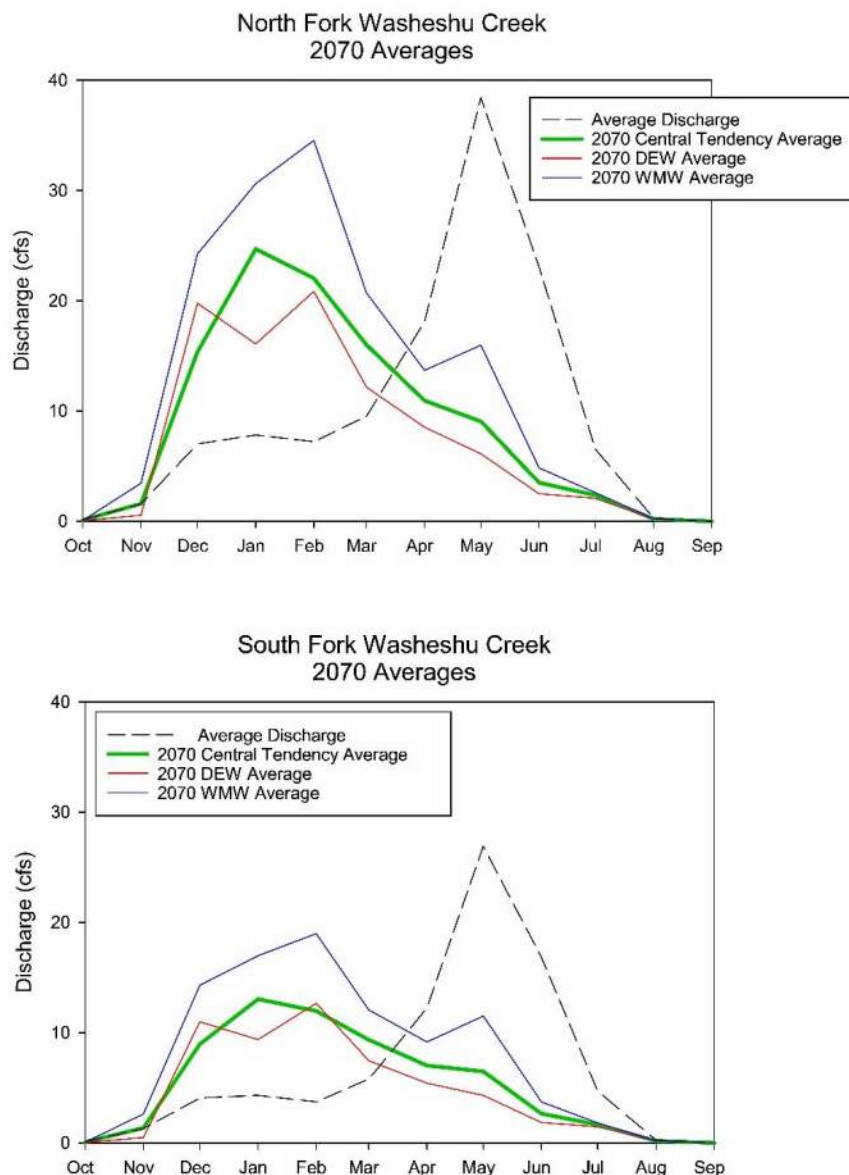 North Fork Washeshu Creek
2070 Averages
40
30
20
10
0
Discharge (cfs)
Average Discharge
2070 Central Tendency Average
2070 DEW Average
2070 WMW Average
Oct Nov Dec Jan Feb Mar Apr May Jun Jul Aug Sep
South Fork Washeshu Creek
2070 Averages
40
30
20
10
0
Discharge (cfs)
Average Discharge
2070 Central Tendency Average
2070 DEW Average
2070 WMW Average
Oct Nov Dec Jan Feb Mar Apr May Jun Jul Aug Sep